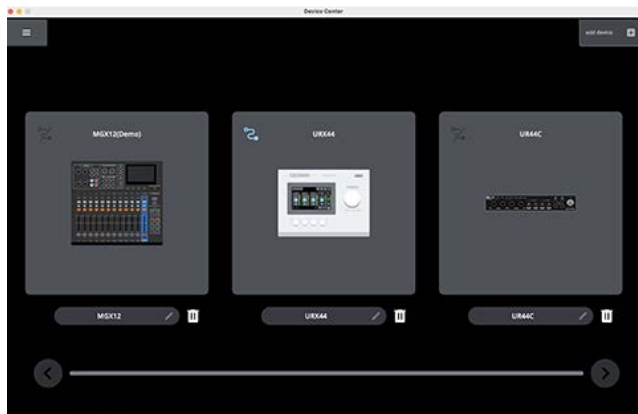 Device Center
add device
MGX12(Demo)
URX44
UR44C
MGX12
URX44
UR44C